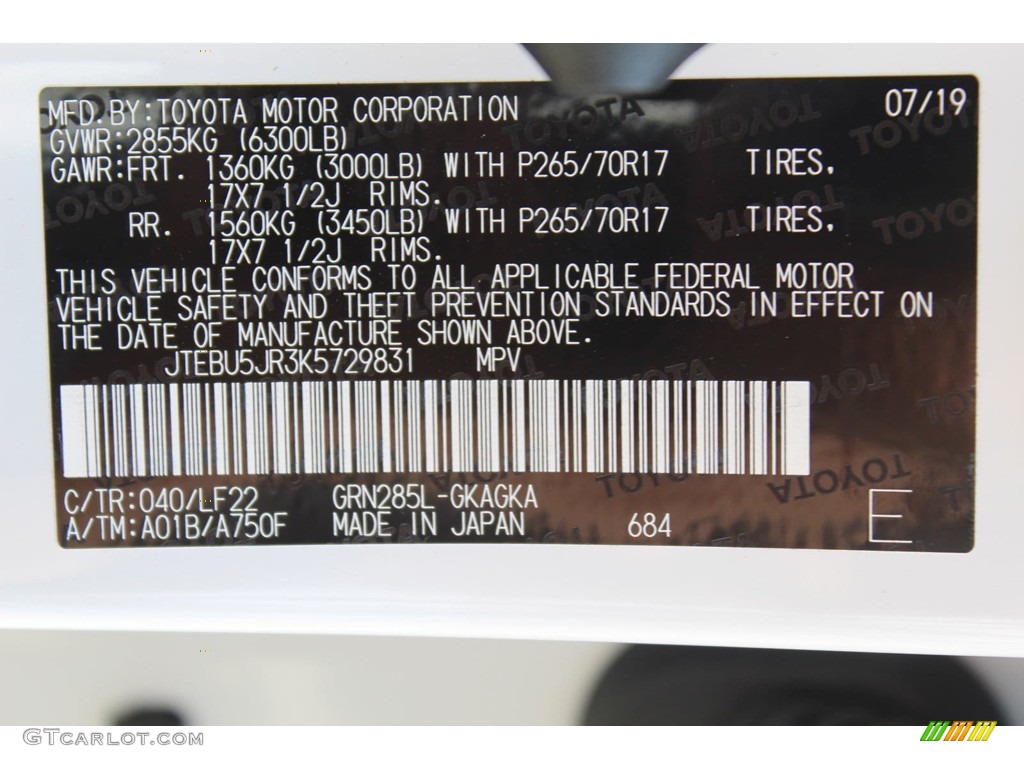 MFD.BY:TOYOTA MOTOR CORPORATION 07/19
GVWR:2855KG (6300LB)
GAWR:FRT. 1360KG (3000LB) WITH P265/70R17 TIRES.
17X7 1/2J RIMS.
RR. 1560KG (3450LB) WITH P265/70R17 TIRES.
17X7 1/2J RIMS.
THIS VEHICLE CONFORMS TO ALL APPLICABLE FEDERAL MOTOR
VEHICLE SAFETY AND THEFT PREVENTION STANDARDS IN EFFECT ON
THE DATE OF MANUFACTURE SHOWN ABOVE.
JTEBU5JR3K5729831 MPV
C/TR:040/LF22 GRN285L-GKAGKA
A/TM:A01B/A750F MADE IN JAPAN 684 E
TOYOTA
GTcarlot.com